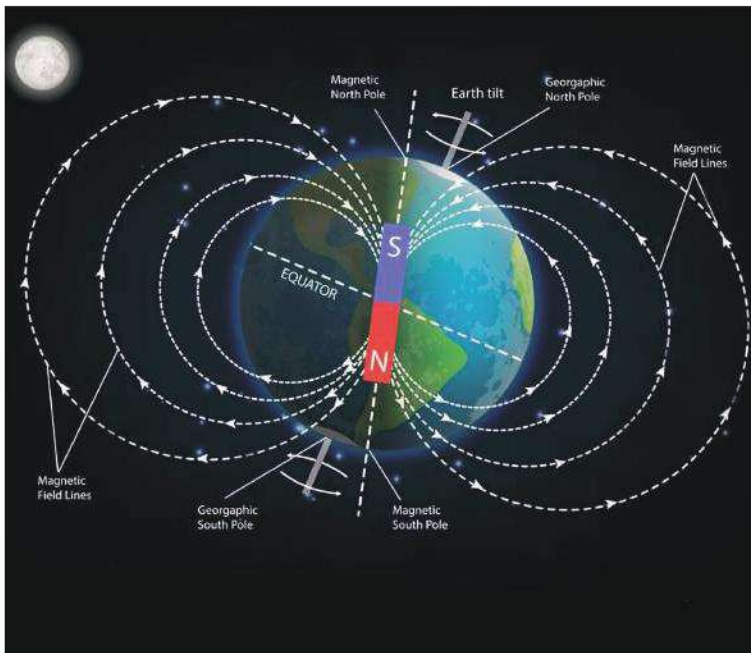 Magnetic
North Pole
Earth tilt
Georgaphic
North Pole
Magnetic
Field Lines
S
EQUATOR
N
Magnetic
Field Lines
Georgaphic
South Pole
Magnetic
South Pole